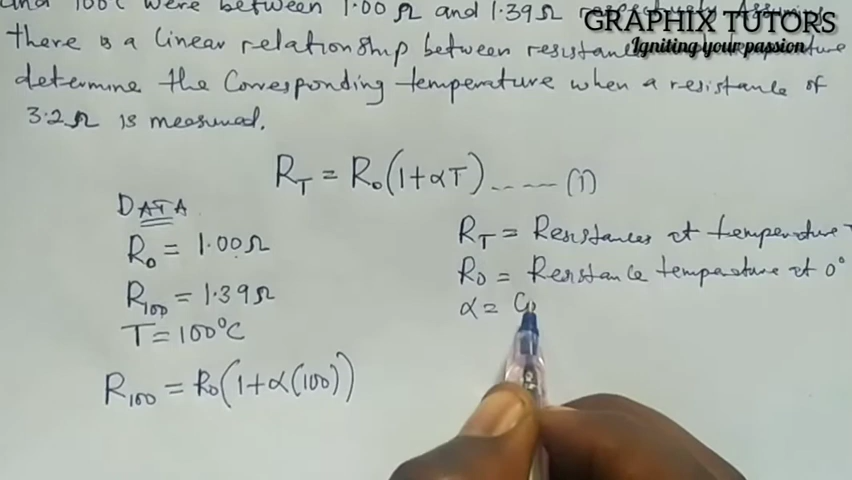 and 100°C were between 1.00Ω and 1.39Ω
GRAPHIX TUTORS
Igniting your passion
there is a linear relationship between
determine the Corresponding temperature when a resistance of
3.2Ω is measured.
R_T = R_0(1+αT)..... (1)
DATA
R_0 = 1.00Ω
R_100 = 1.39Ω
T = 100°C
R_100 = R_0(1+α(100))
R_T = Resistances at temperature
R_0 = Resistance temperature at 0°
α = Co